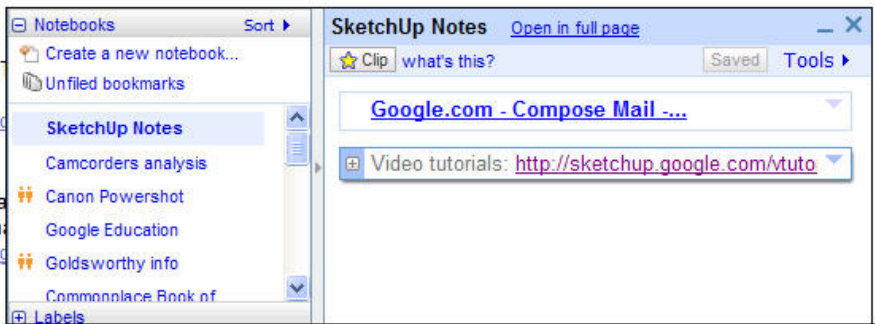 Notebooks Sort
Create a new notebook...
Unfiled bookmarks
SketchUp Notes
Camcorders analysis
Canon Powershot
Google Education
Goldsworthy info
Commonplace Book of
Labels
SketchUp Notes Open in full page
Clip what's this? Saved Tools
Google.com - Compose Mail -...
Video tutorials: http://sketchup.google.com/vtuto